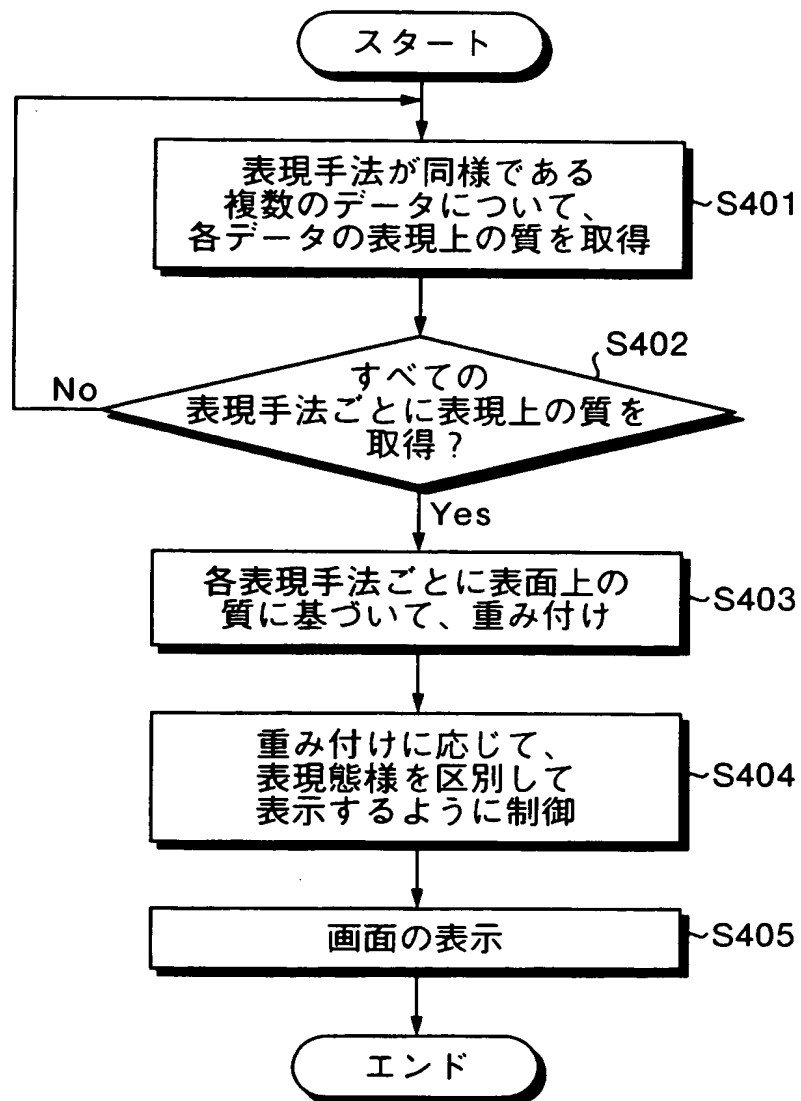 スタート
表現手法が同様である
複数のデータについて、
各データの表現上の質を取得
S401
S402
すべての
表現手法ごとに表現上の質を
取得?
No
Yes
各表現手法ごとに表面上の
質に基づいて、重み付け
S403
重み付けに応じて、
表現態様を区別して
表示するように制御
S404
画面の表示
S405
エンド